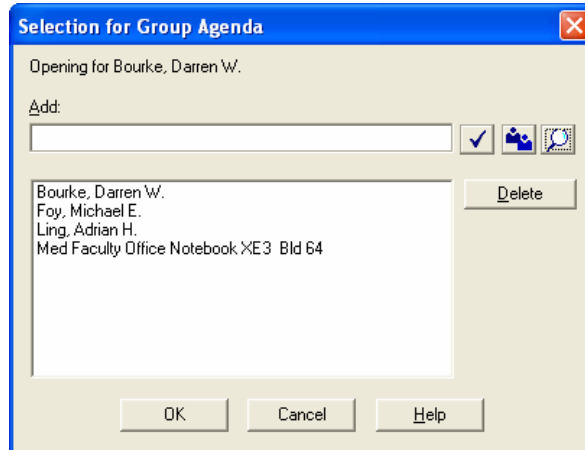 Selection for Group Agenda
Opening for Bourke, Darren W.
Add:
Bourke, Darren W.
Foy, Michael E.
Ling, Adrian H.
Med Faculty Office Notebook XE3 Bld 64
Delete
OK
Cancel
Help